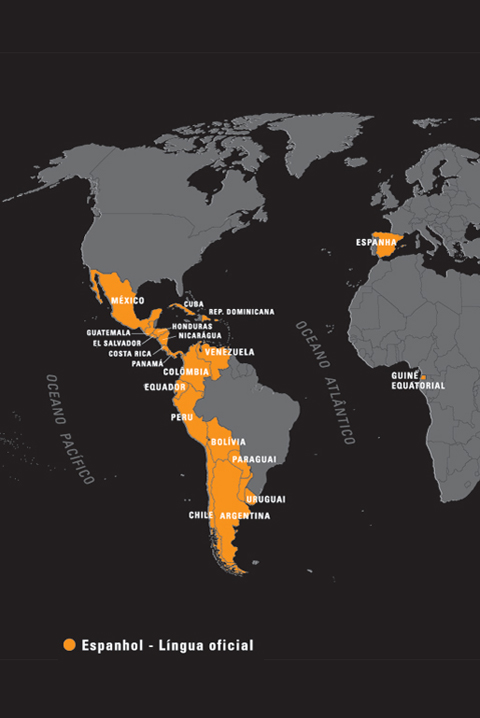 ESPANHA
MÉXICO
CUBA
REP. DOMINICANA
GUATEMALA
HONDURAS
EL SALVADOR
NICARÁGUA
COSTA RICA
PANAMÁ
VENEZUELA
COLÔMBIA
EQUADOR
OCEANO ATLÂNTICO
GUINÉ
EQUATORIAL
OCEANO PACÍFICO
PERU
BOLÍVIA
PARAGUAI
URUGUAI
CHILE
ARGENTINA
Espanhol - Língua oficial